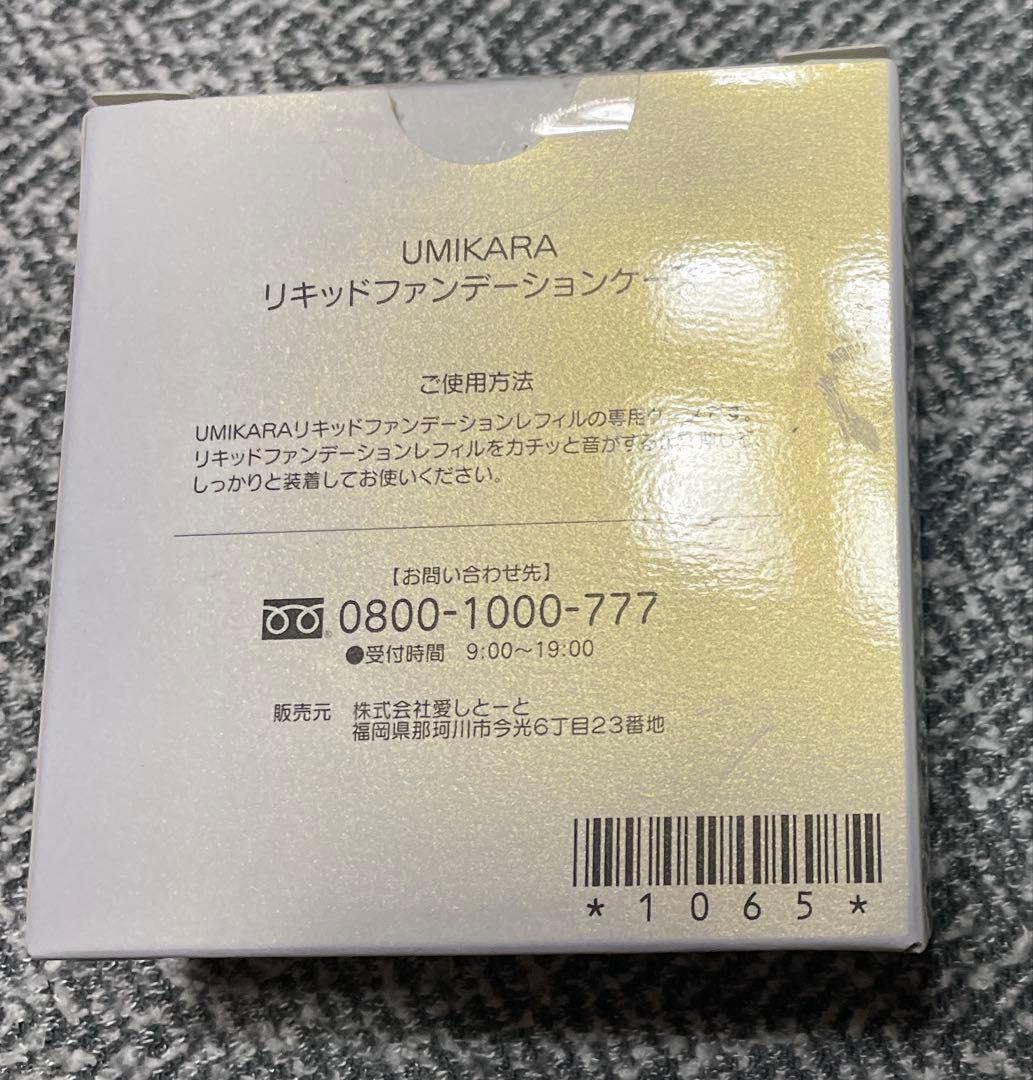 UMIKARA
リキッドファンデーションケース
ご使用方法
UMIKARAリキッドファンデーションレフィルの専用ケースです。
リキッドファンデーションレフィルをカチッと音がする
しっかりと装着してお使いください。
【お問い合わせ先】
0800-1000-777
●受付時間 9:00～19:00
販売元 株式会社愛しとーと
福岡県那珂川市今光6丁目23番地
*1065*